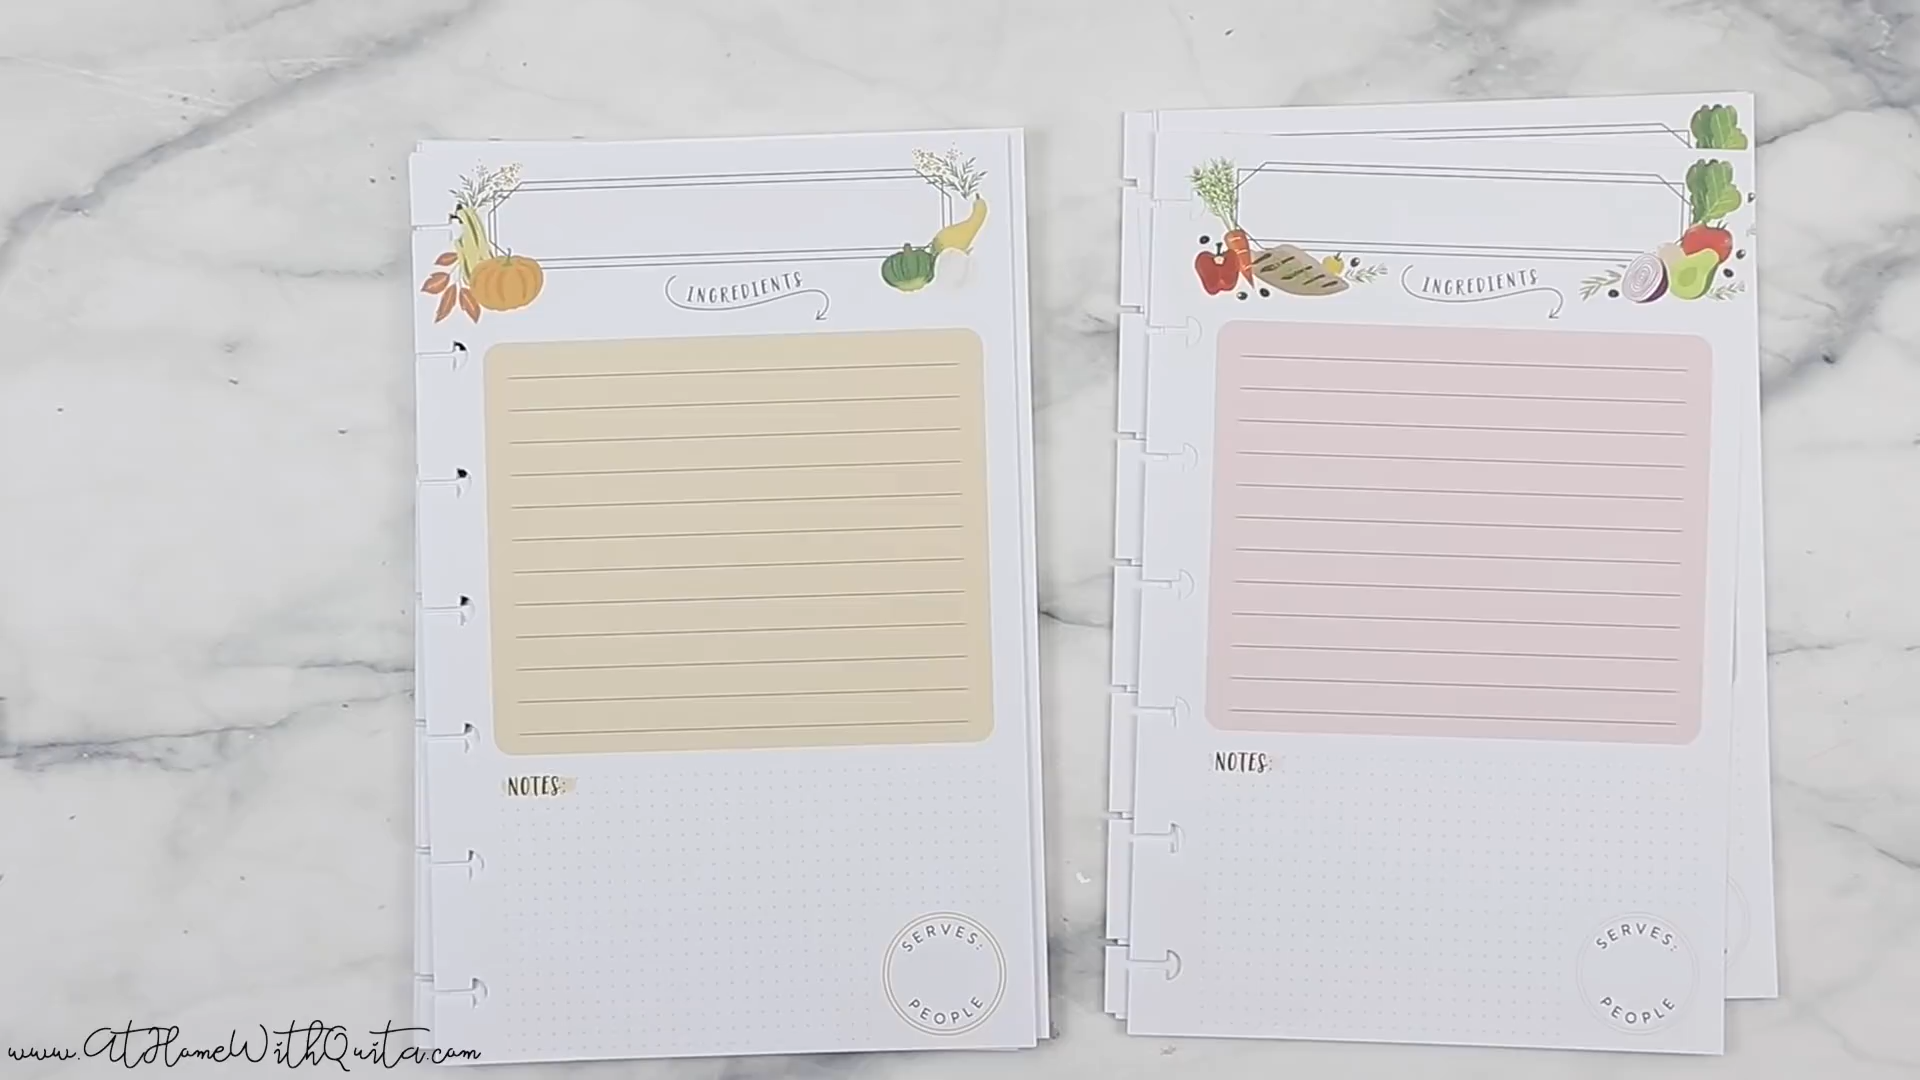 INGREDIENTS
NOTES:
SERVES:
PEOPLE
INGREDIENTS
NOTES:
SERVES:
PEOPLE
www.AtHomeWithQuita.com